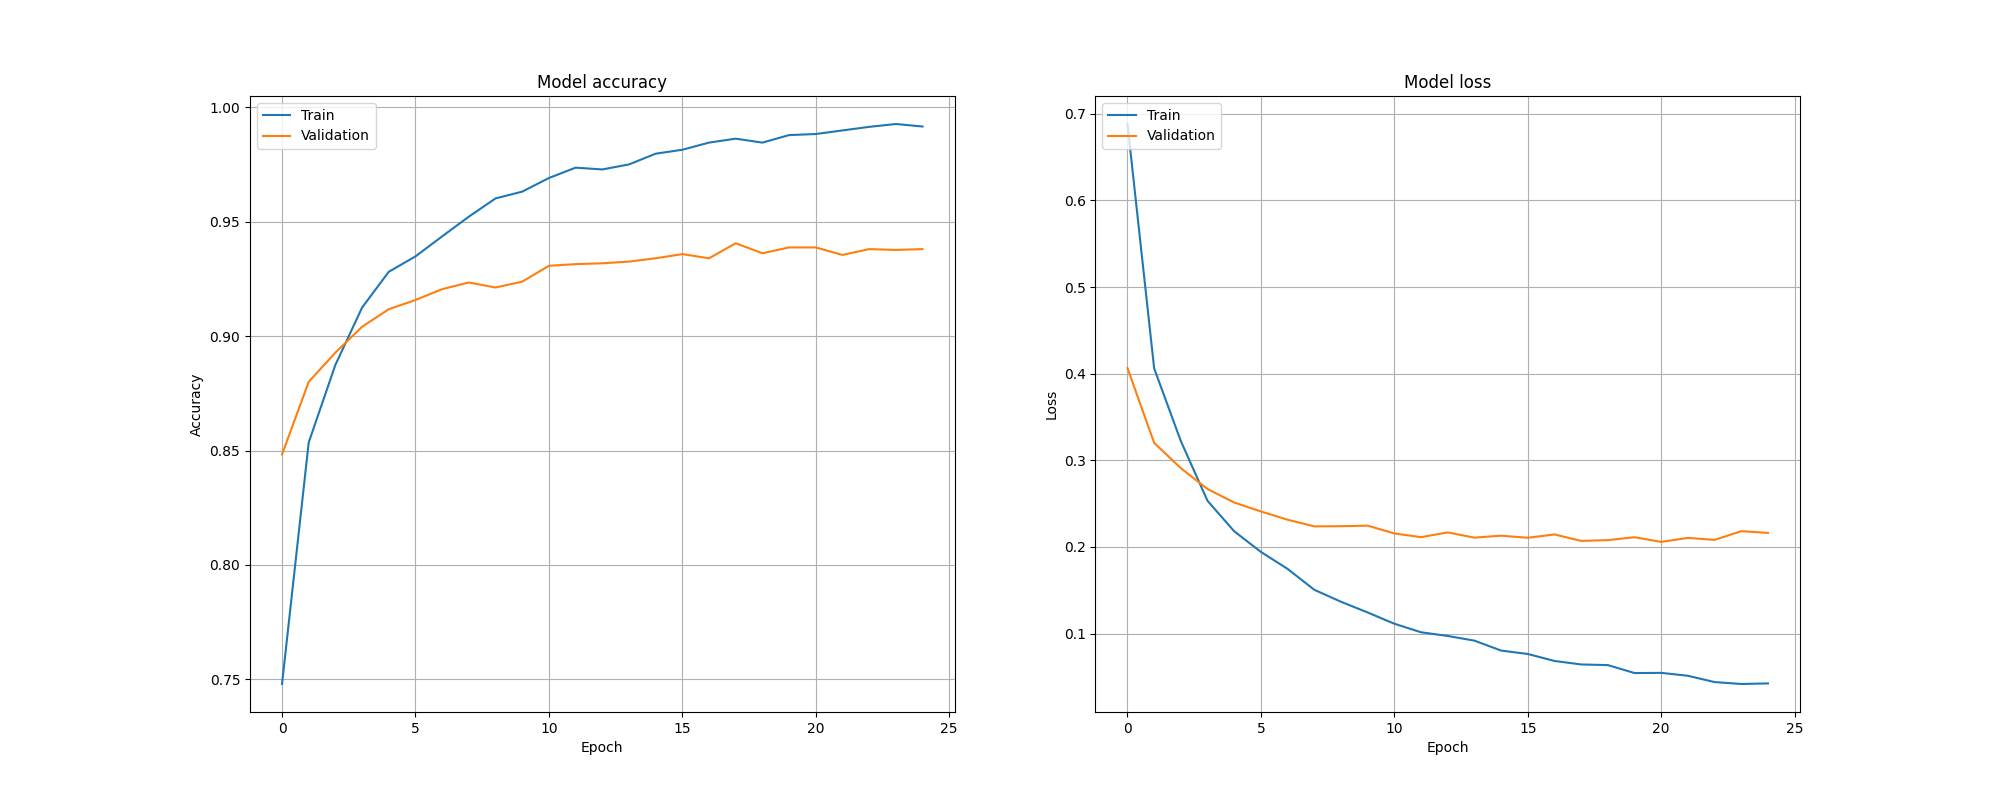 Model accuracy
Train
Validation
1.00
0.95
0.90
0.85
0.80
0.75
Accuracy
0 5 10 15 20 25
Epoch
Model loss
Train
Validation
0.7
0.6
0.5
0.4
0.3
0.2
0.1
Loss
0 5 10 15 20 25
Epoch